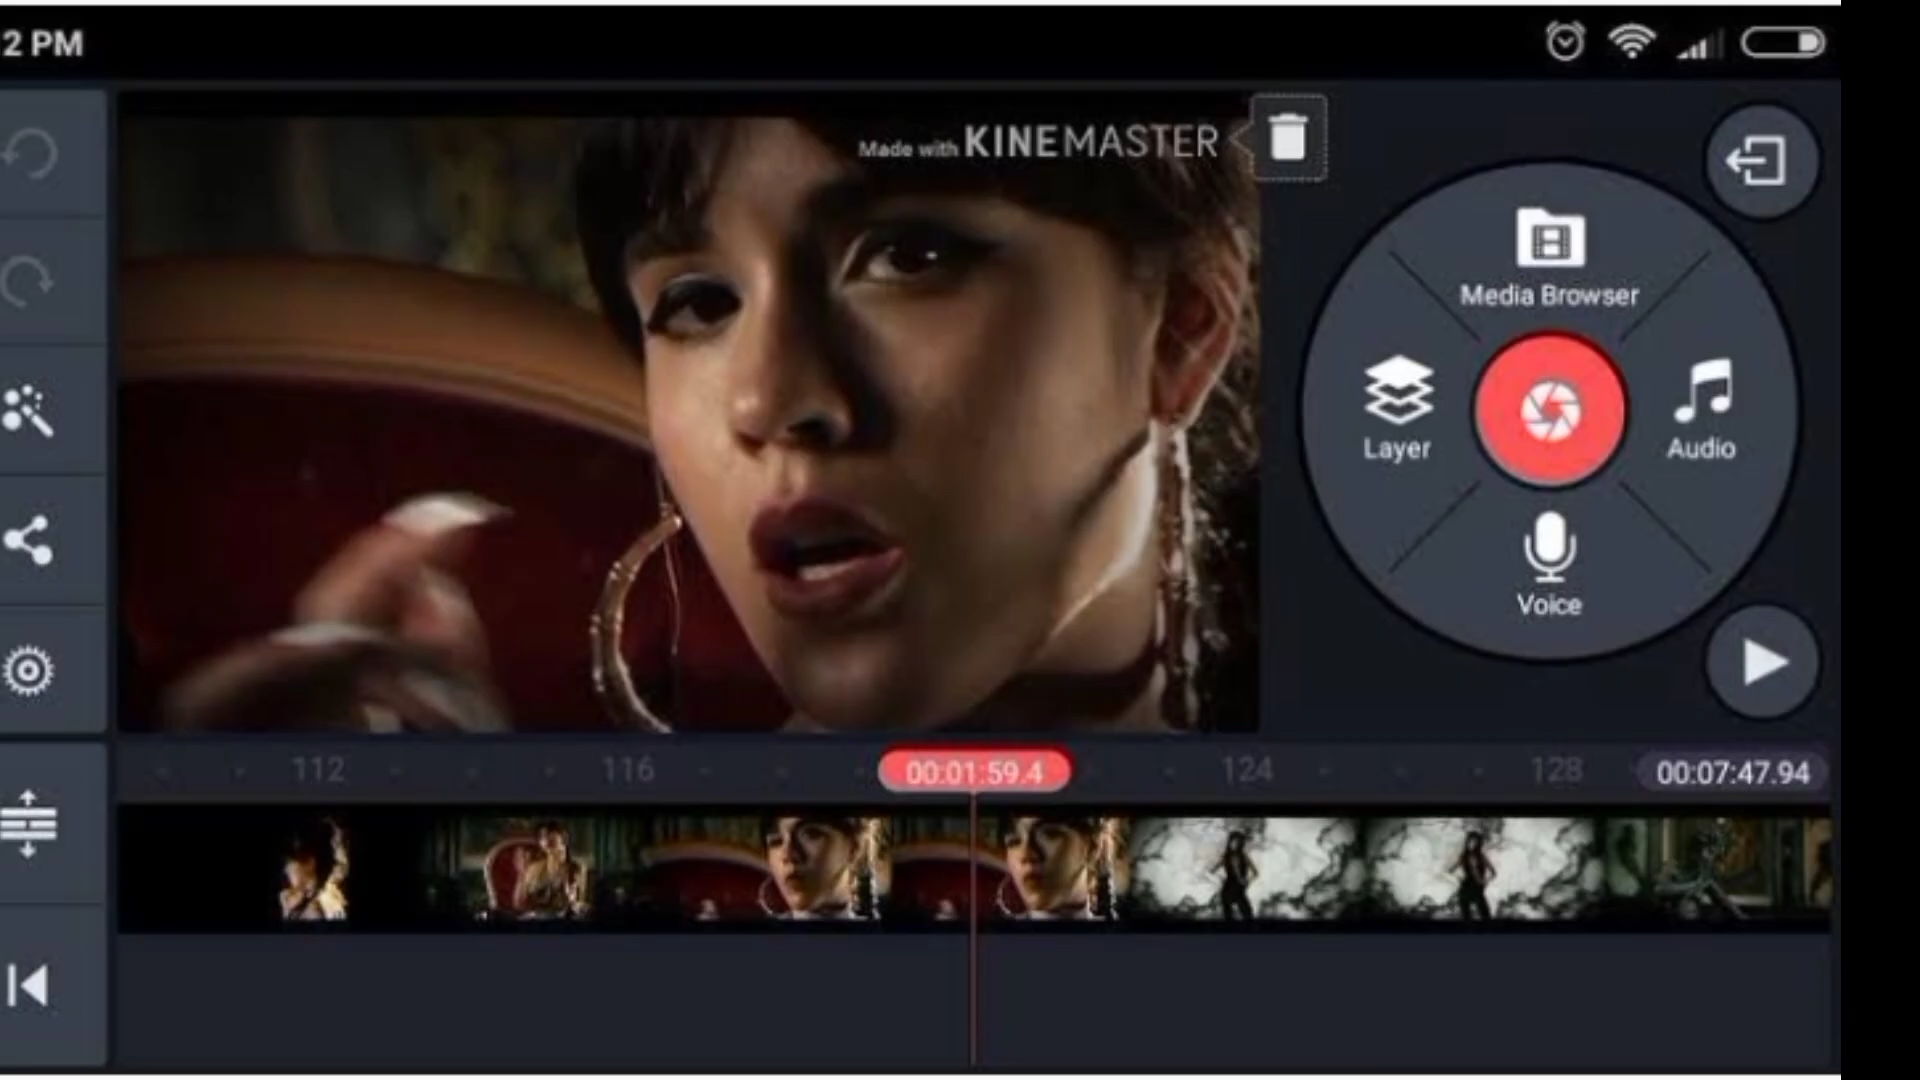 2 PM
Made with KINEMASTER
Media Browser
Layer
Audio
Voice
112
116
00:01:59.4
124
128
00:07:47.94